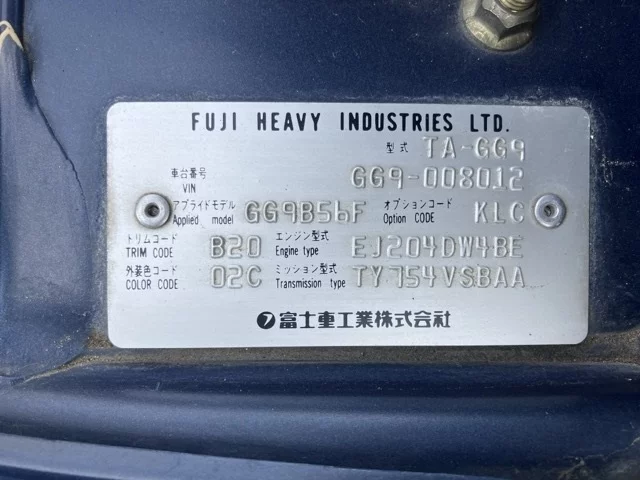 FUJI HEAVY INDUSTRIES LTD.
型式 TA-GG9
車台番号 VIN GG9-008012
アプライドモデル Applied model GG9B56F オプションコード Option CODE KLC
トリムコード TRIM CODE B20 エンジン型式 Engine type EJ204DW4BE
外装色コード COLOR CODE 02C ミッション型式 Transmission type TY754VSBAA
富士重工業株式会社